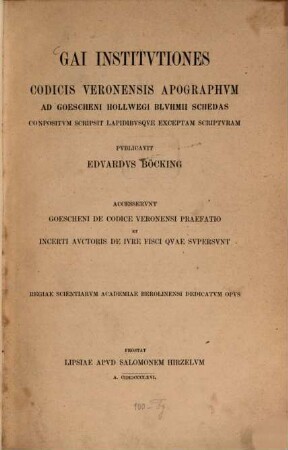 GAI INSTITVTIONES
CODICIS VERONENSIS APOGRAPHVM
AD GOESCHENI HOLLWEGI BLVHMII SCHEDAS
CONPOSITVM SCRIPSIT LAPIDIBVSQVE EXCEPTAM SCRIPTVRAM
PVBLICAVIT
EDVARDVS BÖCKING
ACCESSERVNT
GOESCHENI DE CODICE VERONENSI PRAEFATIO
ET
INCERTI AVCTORIS DE IVRE FISCI QVAE SVPERSVNT
REGIAE SCIENTIARVM ACADEMIAE BEROLINENSI DEDICATVM OPVS
PROSTAT
LIPSIAE APVD SALOMONEM HIRZELVM